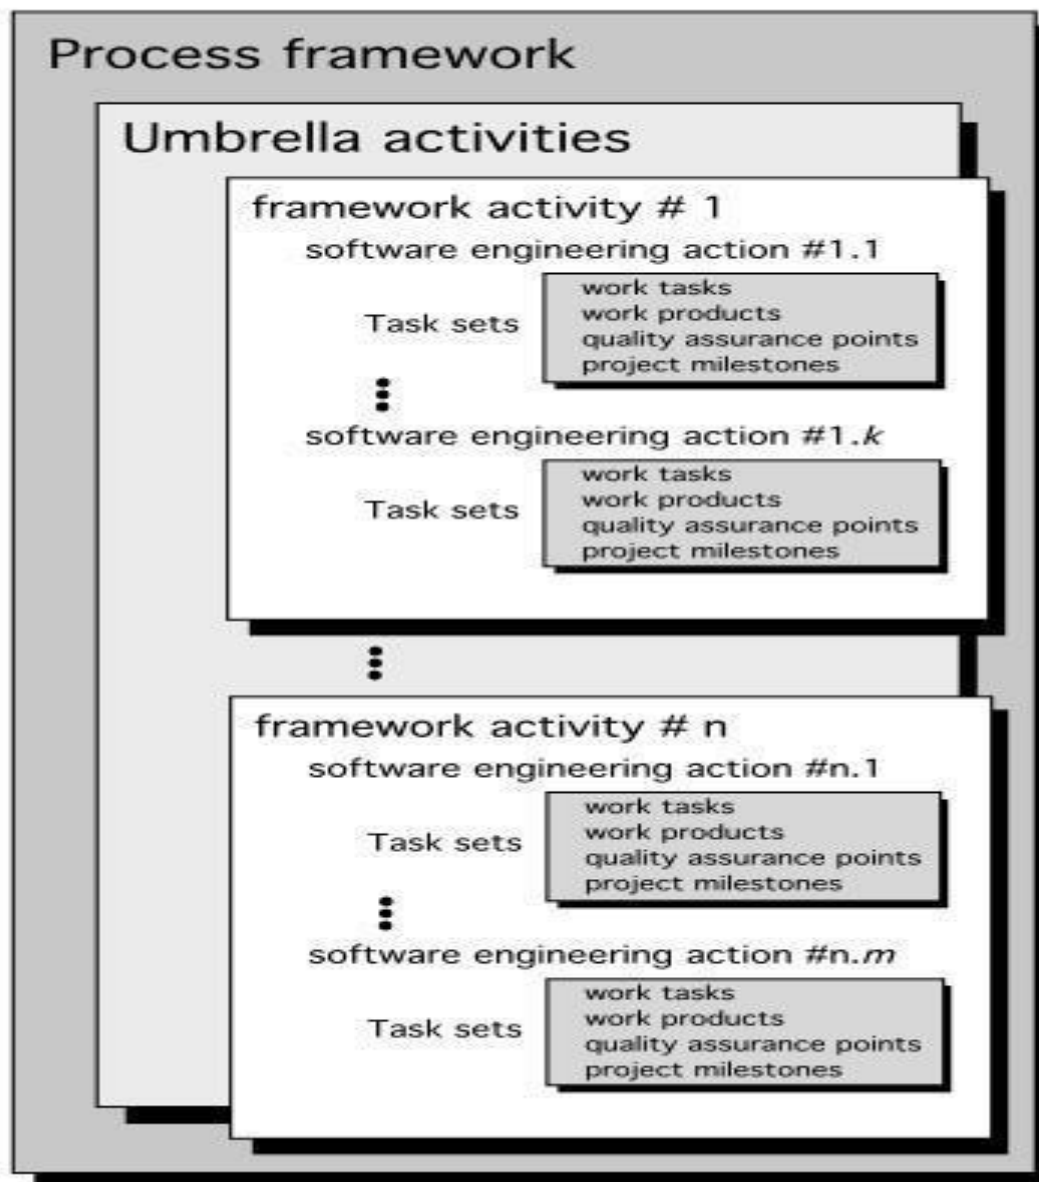 Process framework
Umbrella activities
framework activity # 1
software engineering action #1.1
Task sets
work tasks
work products
quality assurance points
project milestones
software engineering action #1.k
Task sets
work tasks
work products
quality assurance points
project milestones
framework activity # n
software engineering action #n.1
Task sets
work tasks
work products
quality assurance points
project milestones
software engineering action #n.m
Task sets
work tasks
work products
quality assurance points
project milestones